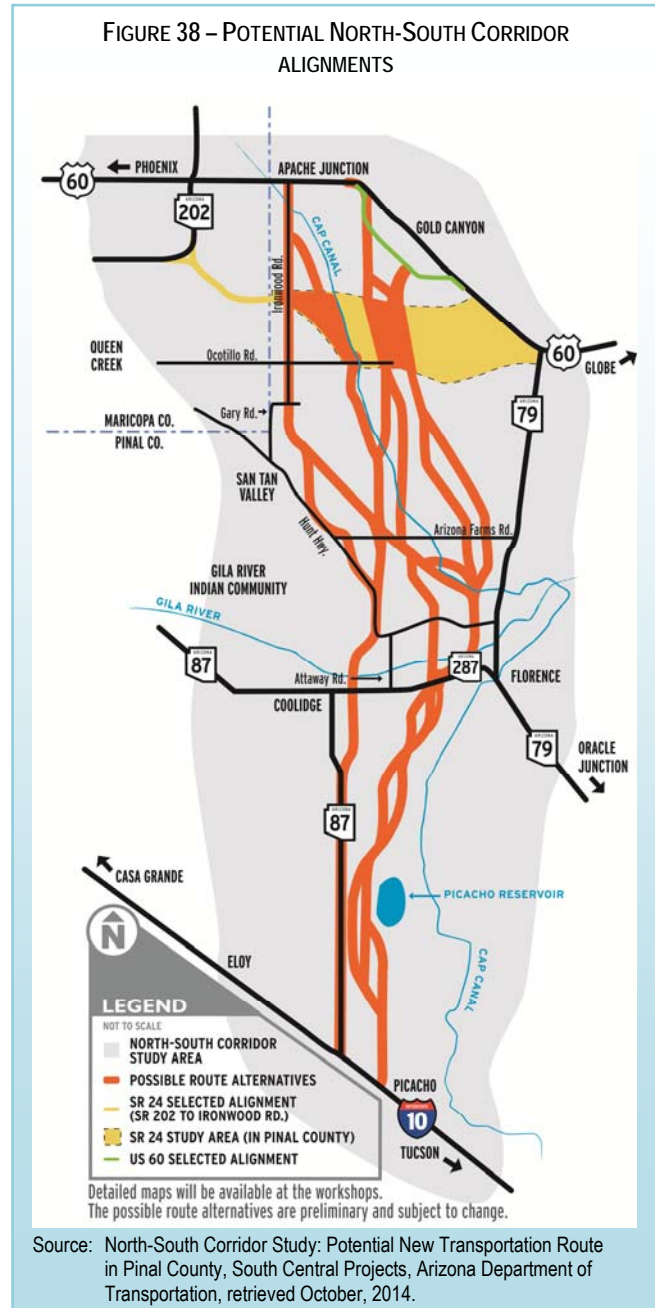 FIGURE 38 – POTENTIAL NORTH-SOUTH CORRIDOR
ALIGNMENTS
PHOENIX
APACHE JUNCTION
60
ARIZONA
202
GOLD CANYON
CAP CANAL
Ironwood Rd.
QUEEN
CREEK
Ocotillo Rd.
60
GLOBE
Gary Rd.
ARIZONA
79
MARICOPA CO.
PINAL CO.
SAN TAN
VALLEY
Hunt Hwy.
Arizona Farms Rd.
GILA RIVER
INDIAN COMMUNITY
GILA RIVER
ARIZONA
87
Attaway Rd.
ARIZONA
287
FLORENCE
COOLIDGE
ARIZONA
79
ORACLE
JUNCTION
ARIZONA
87
CASA GRANDE
PICACHO RESERVOIR
N
ELOY
CAP CANAL
LEGEND
NOT TO SCALE
NORTH-SOUTH CORRIDOR
STUDY AREA
POSSIBLE ROUTE ALTERNATIVES
SR 24 SELECTED ALIGNMENT
(SR 202 TO IRONWOOD RD.)
SR 24 STUDY AREA (IN PINAL COUNTY)
US 60 SELECTED ALIGNMENT
PICACHO
INTERSTATE
10
TUCSON
Detailed maps will be available at the workshops.
The possible route alternatives are preliminary and subject to change.
Source: North-South Corridor Study: Potential New Transportation Route
in Pinal County, South Central Projects, Arizona Department of
Transportation, retrieved October, 2014.